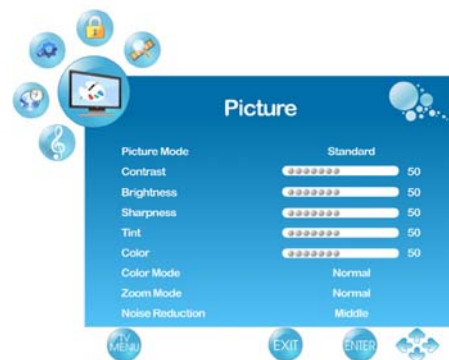 Picture
Picture Mode Standard
Contrast 50
Brightness 50
Sharpness 50
Tint 50
Color 50
Color Mode Normal
Zoom Mode Normal
Noise Reduction Middle
TV
MENU
EXIT
ENTER